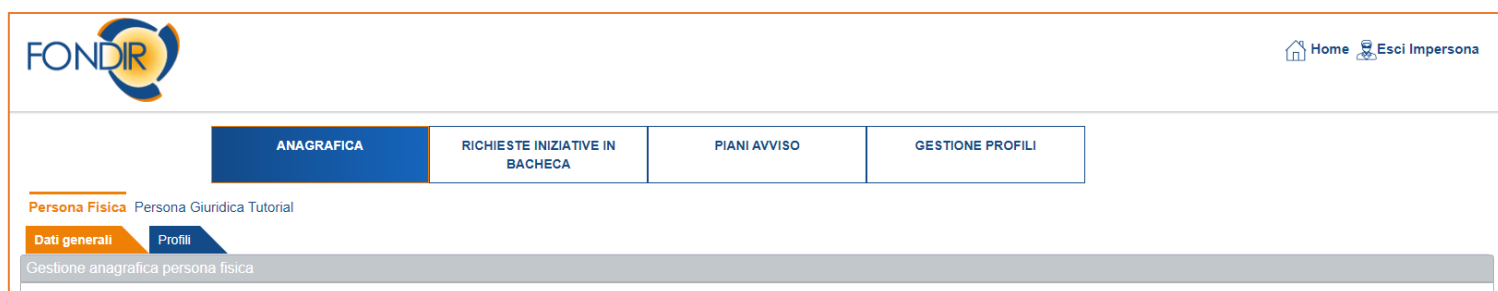 FONDIR
Home Esci Impersona
ANAGRAFICA
RICHIESTE INIZIATIVE IN
BACHECA
PIANI AVVISO
GESTIONE PROFILI
Persona Fisica Persona Giuridica Tutorial
Dati generali Profili
Gestione anagrafica persona fisica